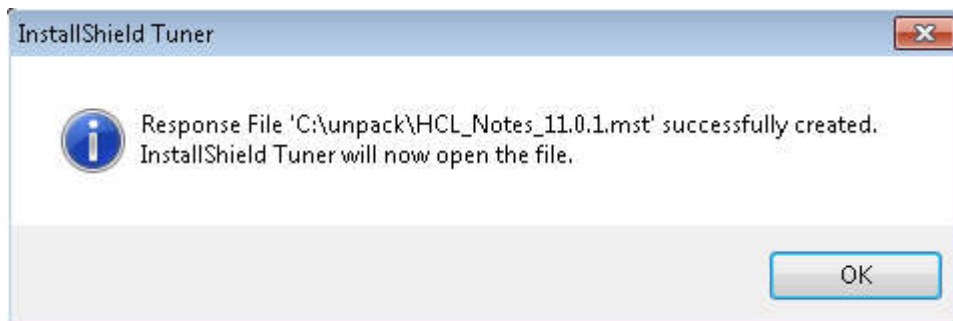 InstallShield Tuner
Response File 'C:\unpack\HCL_Notes_11.0.1.mst' successfully created.
InstallShield Tuner will now open the file.
OK